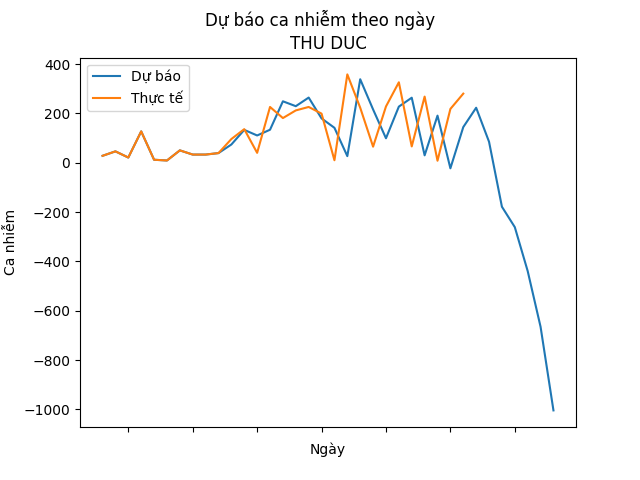 Dự báo ca nhiễm theo ngày
THU DUC
Dự báo
Thực tế
400
200
0
−200
−400
−600
−800
−1000
Ca nhiễm
Ngày